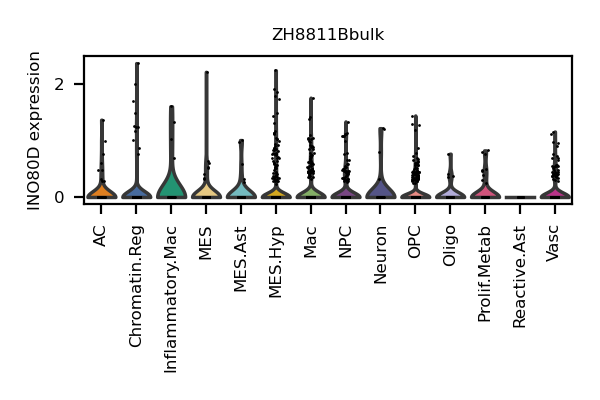 ZH8811Bbulk
INO80D expression
2
0
AC
Chromatin.Reg
Inflammatory.Mac
MES
MES.Ast
MES.Hyp
Mac
NPC
Neuron
OPC
Oligo
Prolif.Metab
Reactive.Ast
Vasc